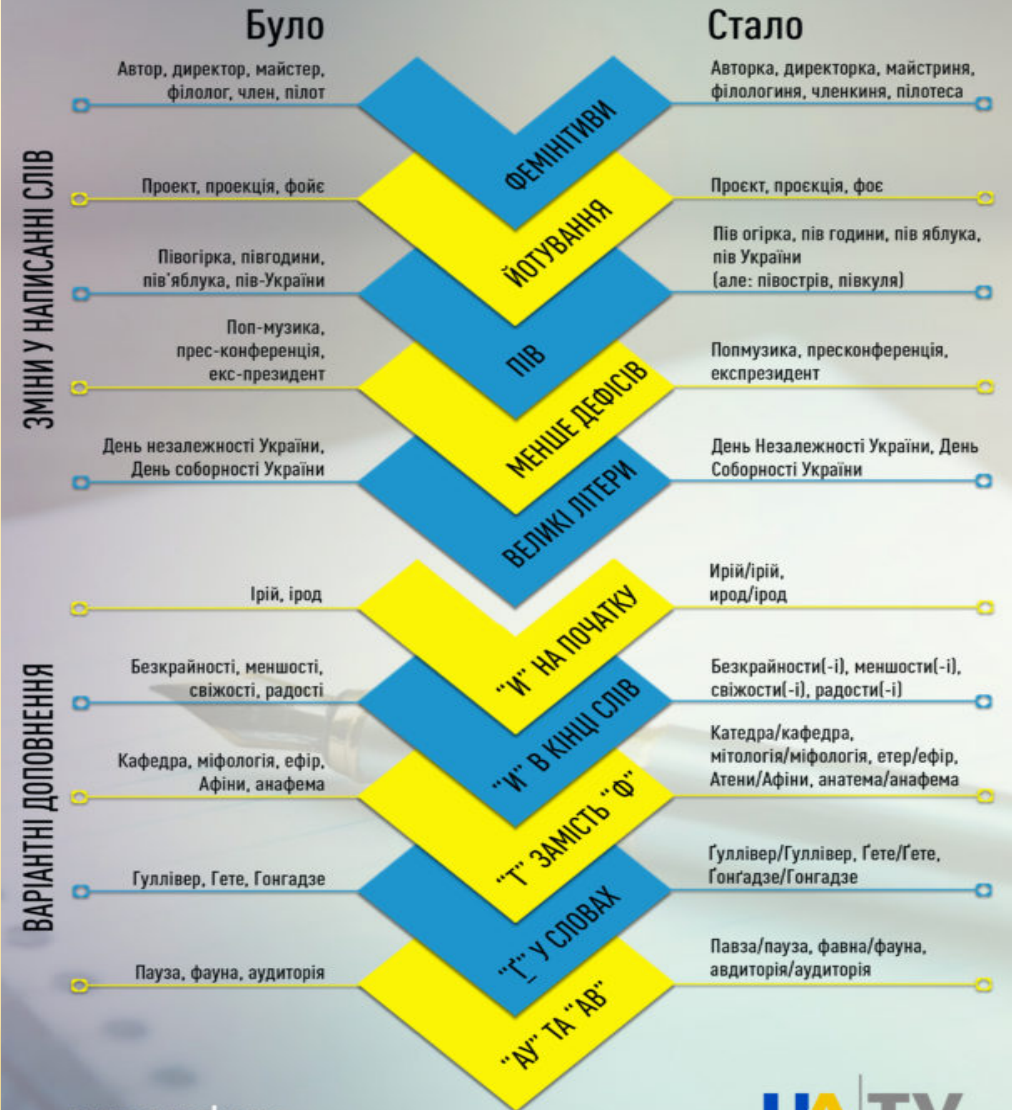 Було
Стало
ЗМІНИ У НАПИСАННІ СЛІВ
Автор, директор, майстер,
філолог, член, пілот
ФЕМІНІТИВИ
Авторка, директорка, майстриня,
філологиня, членкиня, пілотеса
Проект, проекція, фойє
ЙОТУВАННЯ
Проєкт, проєкція, фоє
Півогірка, півгодини,
пів'яблука, пів-України
ПІВ
Пів огірка, пів години, пів яблука,
пів України
(але: півострів, півкуля)
Поп-музика,
прес-конференція,
екс-президент
МЕНШЕ ДЕФІСІВ
Попмузика, пресконференція,
експрезидент
День незалежності України,
День соборності України
ВЕЛИКІ ЛІТЕРИ
День Незалежності України, День
Соборності України
ВАРІАНТНІ ДОПОВНЕННЯ
Ірій, ірод
"И" НА ПОЧАТКУ
Ирій/ірій,
ирод/ірод
Безкрайності, меншості,
свіжості, радості
"И" В КІНЦІ СЛІВ
Безкрайности(-і), меншости(-і),
свіжости(-і), радости(-і)
Кафедра, міфологія, ефір,
Афіни, анафема
"Т" ЗАМІСТЬ "Ф"
Катедра/кафедра,
мітологія/міфологія, етер/ефір,
Атени/Афіни, анатема/анафема
Гуллівер, Гете, Гонгадзе
"Ґ" У СЛОВАХ
Ґуллівер/Гуллівер, Ґете/Ґете,
Ґонґадзе/Гонгадзе
Пауза, фауна, аудиторія
"АУ" ТА "АВ"
Павза/пауза, фавна/фауна,
авдиторія/аудиторія
UA|TV